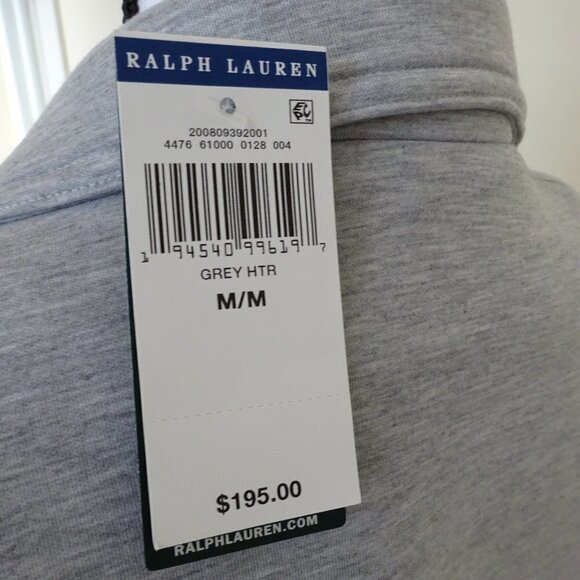 RALPH LAUREN
200809392001
4476 61000 0128 004
1 94540 99619 7
GREY HTR
M/M
$195.00
RALPHLAUREN.COM